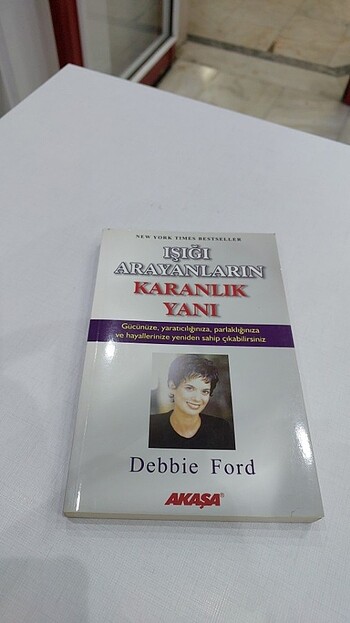 NEW YORK TIMES BESTSELLER
IŞIĞI
ARAYANLARIN
KARANLIK
YANI
Gücünüze, yaratıcılığınıza, parlaklığınıza
ve hayallerinize yeniden sahip çıkabilirsiniz
Debbie Ford
AKAŞA®